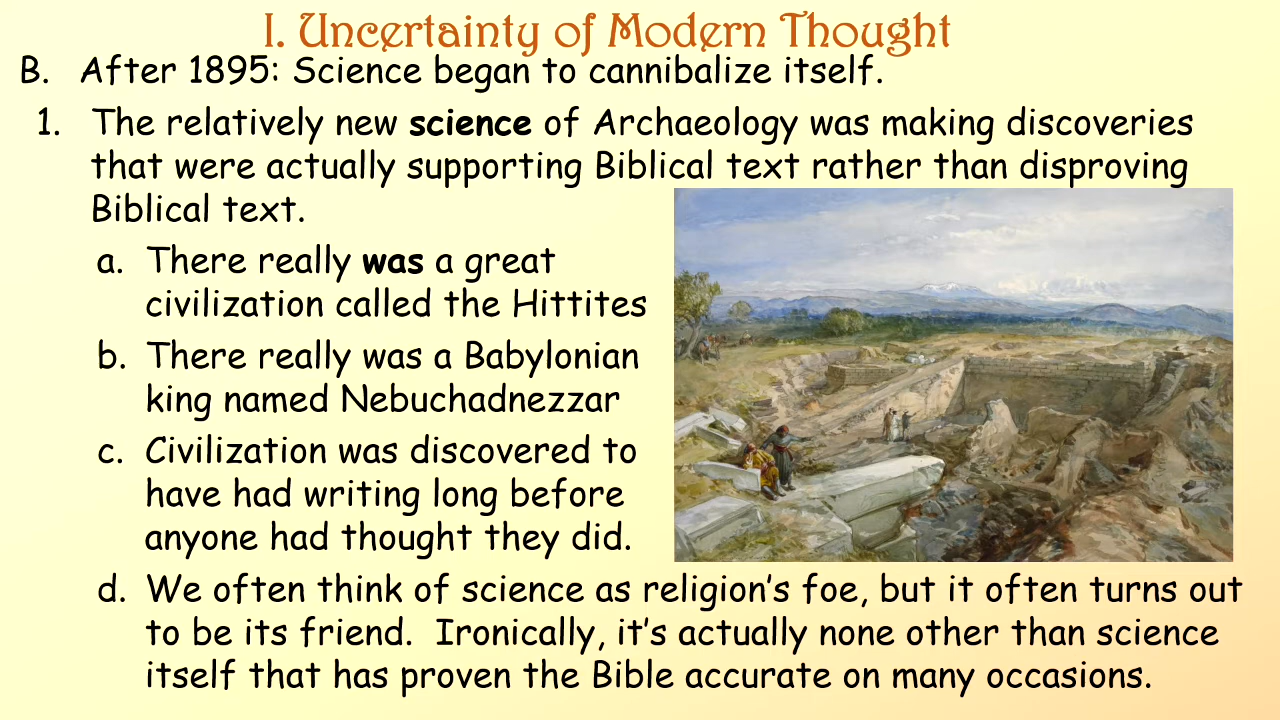 I. Uncertainty of Modern Thought
B. After 1895: Science began to cannibalize itself.
1. The relatively new science of Archaeology was making discoveries
that were actually supporting Biblical text rather than disproving
Biblical text.
a. There really was a great
civilization called the Hittites
b. There really was a Babylonian
king named Nebuchadnezzar
c. Civilization was discovered to
have had writing long before
anyone had thought they did.
d. We often think of science as religion’s foe, but it often turns out
to be its friend.  Ironically, it’s actually none other than science
itself that has proven the Bible accurate on many occasions.